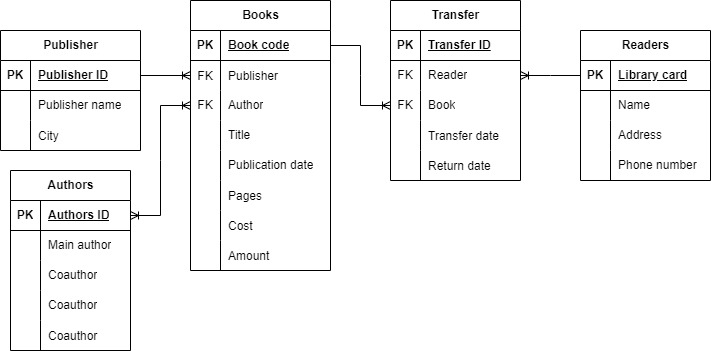 Publisher
PK Publisher ID
Publisher name
City
Authors
PK Authors ID
Main author
Coauthor
Coauthor
Coauthor
Books
PK Book code
FK Publisher
FK Author
Title
Publication date
Pages
Cost
Amount
Transfer
PK Transfer ID
FK Reader
FK Book
Transfer date
Return date
Readers
PK Library card
Name
Address
Phone number